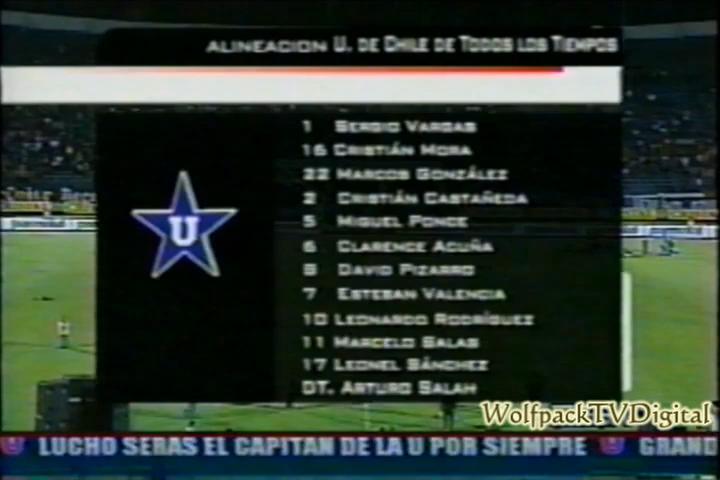 ALINEACION U. DE CHILE DE TODOS LOS TIEMPOS
1 SERGIO VARGAS
16 CRISTIÁN MORA
22 MARCOS GONZÁLEZ
2 CRISTIÁN CASTAÑEDA
5 MIGUEL PONCE
6 CLARENCE ACUÑA
8 DAVID PIZARRO
7 ESTEBAN VALENCIA
10 LEONARDO RODRÍGUEZ
11 MARCELO SALAS
17 LEONEL SÁNCHEZ
DT. ARTURO SALAH
U
WolfpackTVDigital
U LUCHO SERAS EL CAPITAN DE LA U POR SIEMPRE U GRAND